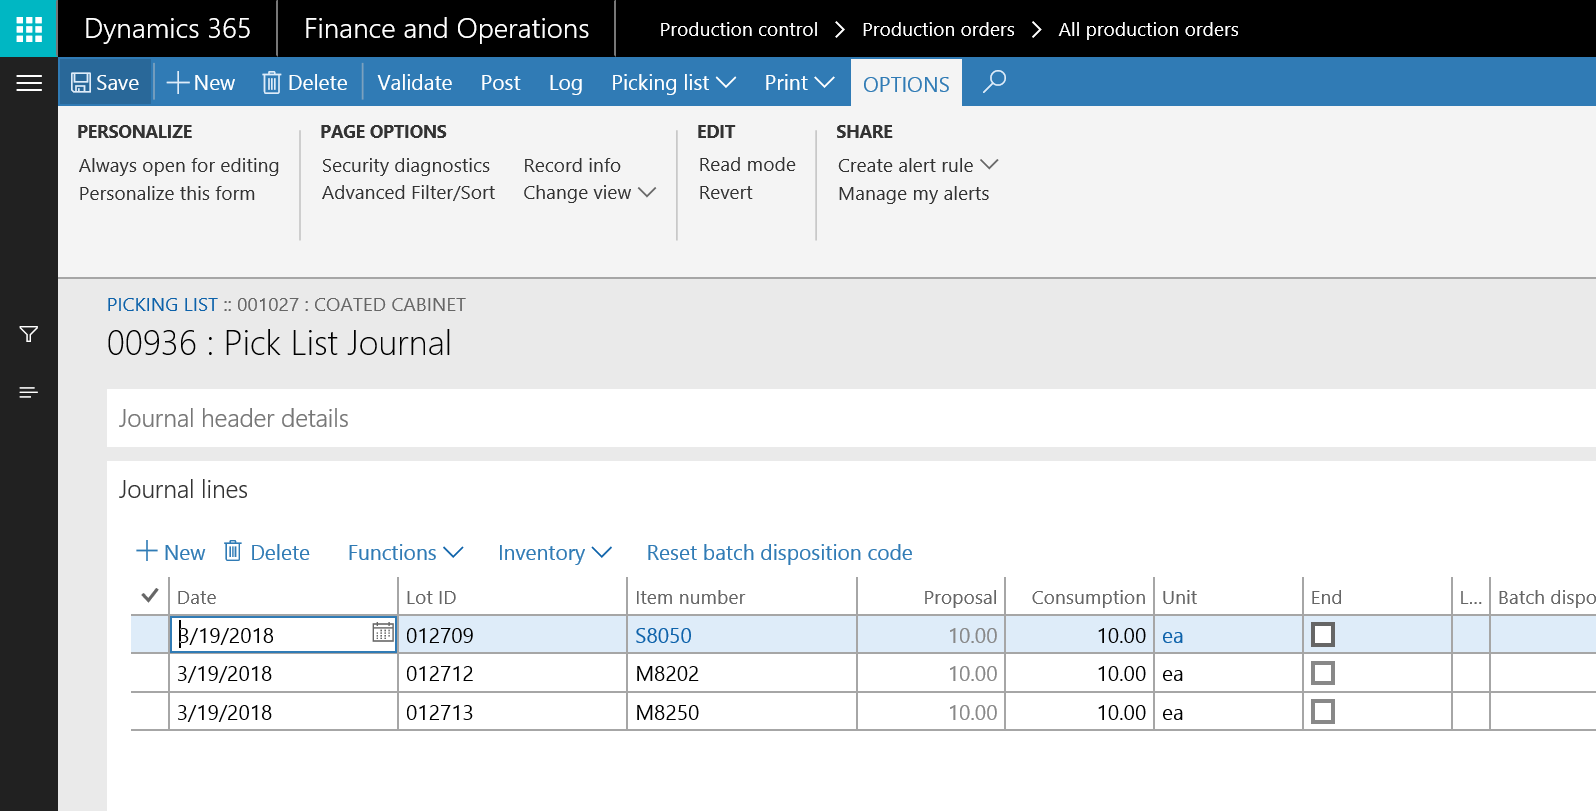 Dynamics 365 Finance and Operations Production control Production orders All production orders
Save New Delete Validate Post Log Picking list Print OPTIONS
PERSONALIZE PAGE OPTIONS EDIT SHARE
Always open for editing Security diagnostics Record info Read mode Create alert rule
Personalize this form Advanced Filter/Sort Change view Revert Manage my alerts
PICKING LIST :: 001027 : COATED CABINET
00936 : Pick List Journal
Journal header details
Journal lines
New Delete Functions Inventory Reset batch disposition code
Date Lot ID Item number Proposal Consumption Unit End L... Batch dispo
3/19/2018 012709 S8050 10.00 10.00 ea
3/19/2018 012712 M8202 10.00 10.00 ea
3/19/2018 012713 M8250 10.00 10.00 ea